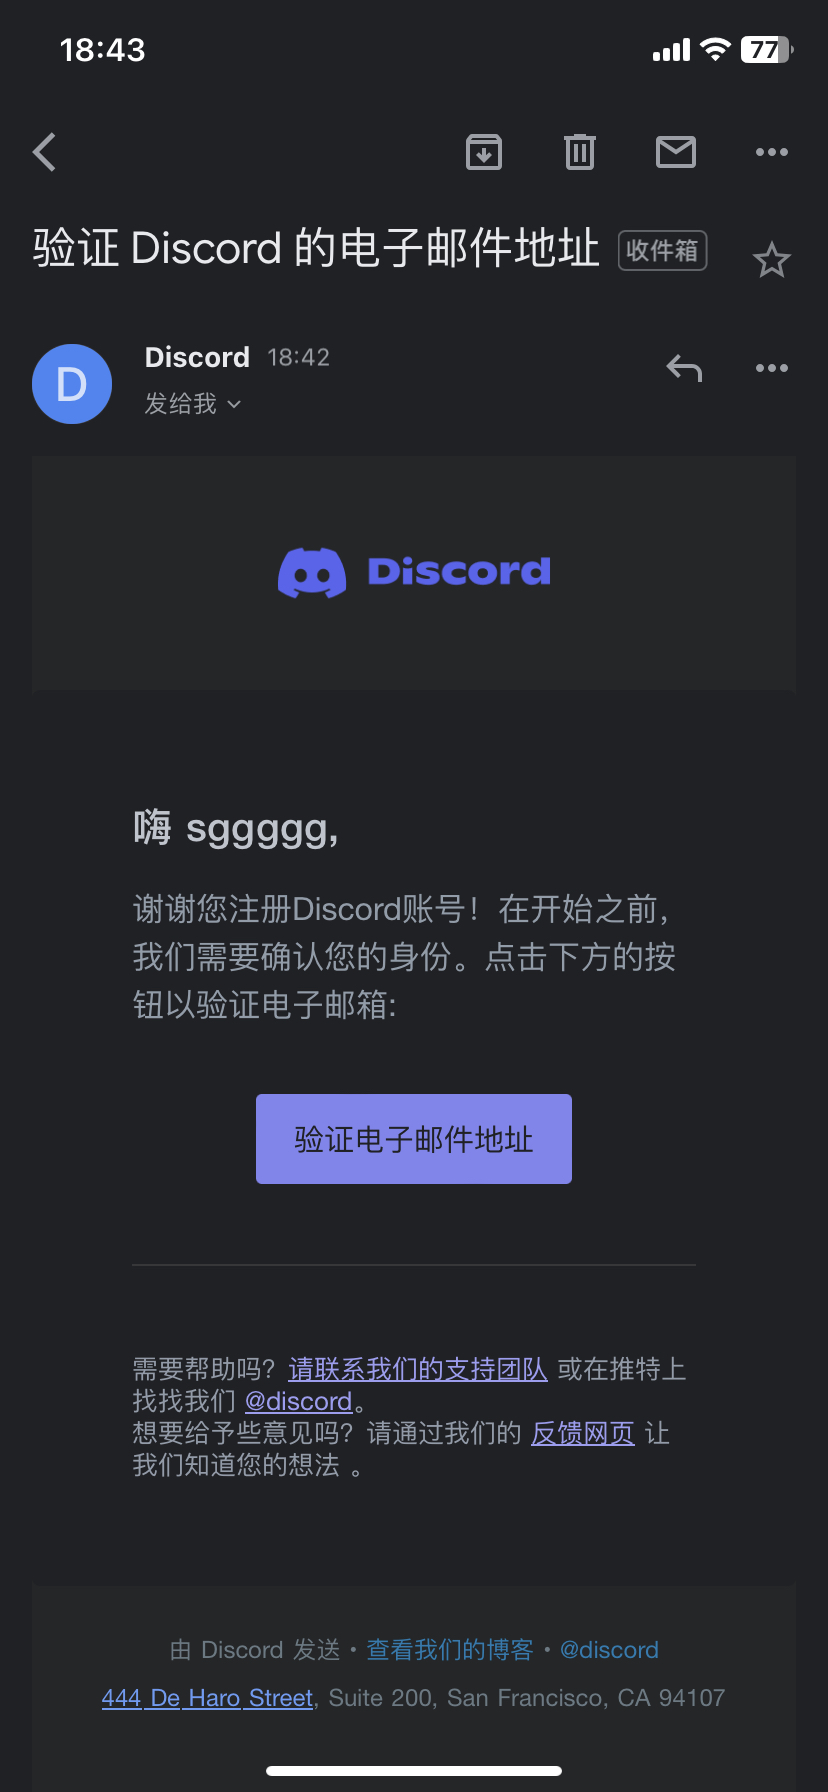 18:43
77
验证 Discord 的电子邮件地址 收件箱
D
Discord 18:42
发给我
Discord
嗨 sggggg,
谢谢您注册Discord账号！在开始之前，
我们需要确认您的身份。点击下方的按
钮以验证电子邮箱:
验证电子邮件地址
需要帮助吗？请联系我们的支持团队 或在推特上
找找我们 @discord。
想要给予些意见吗？请通过我们的 反馈网页 让
我们知道您的想法 。
由 Discord 发送 • 查看我们的博客 • @discord
444 De Haro Street, Suite 200, San Francisco, CA 94107